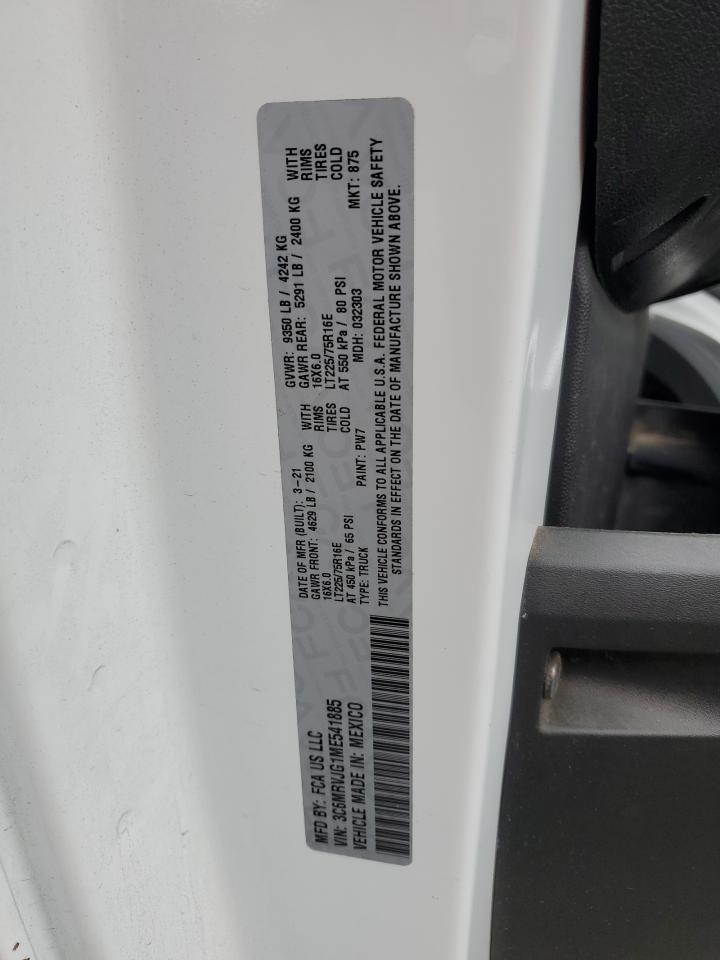 MFD BY: FCA US LLC
VIN: 3C6MRVJG1ME541885
VEHICLE MADE IN: MEXICO
DATE OF MFR (BUILT): 3-21
GAWR FRONT: 4629 LB / 2100 KG WITH
16X6.0 RIMS
LT225/75R16E TIRES
AT 450 kPa / 65 PSI COLD
TYPE: TRUCK PAINT: PW7
GVWR: 9350 LB / 4242 KG
GAWR REAR: 5291 LB / 2400 KG WITH
16X6.0 RIMS
LT225/75R16E TIRES
AT 550 kPa / 80 PSI COLD
MDH: 032303 MKT: 875
THIS VEHICLE CONFORMS TO ALL APPLICABLE U.S.A. FEDERAL MOTOR VEHICLE SAFETY
STANDARDS IN EFFECT ON THE DATE OF MANUFACTURE SHOWN ABOVE.